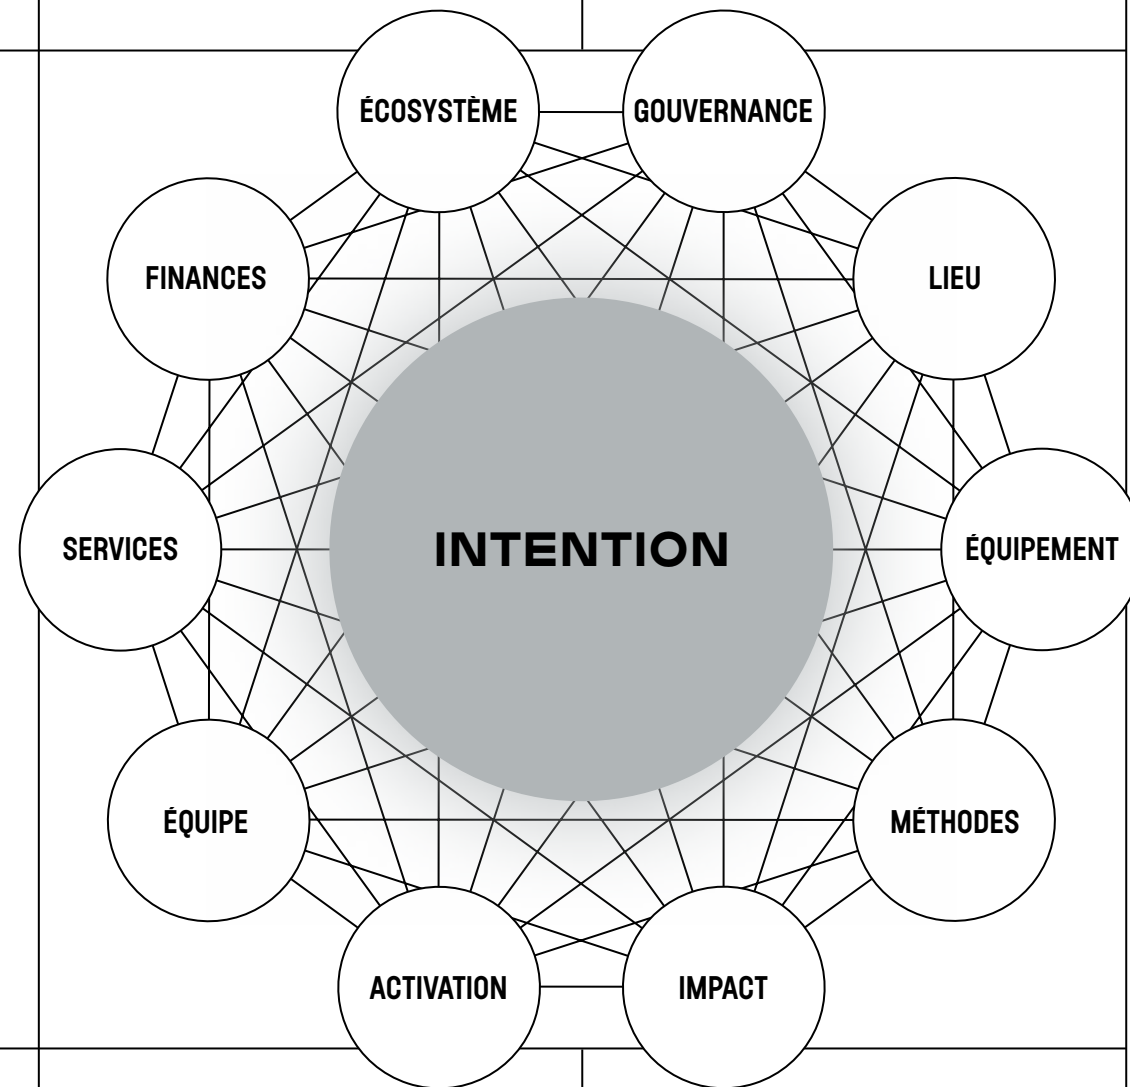 ÉCOSYSTÈME
GOUVERNANCE
FINANCES
LIEU
SERVICES
INTENTION
ÉQUIPEMENT
ÉQUIPE
MÉTHODES
ACTIVATION
IMPACT